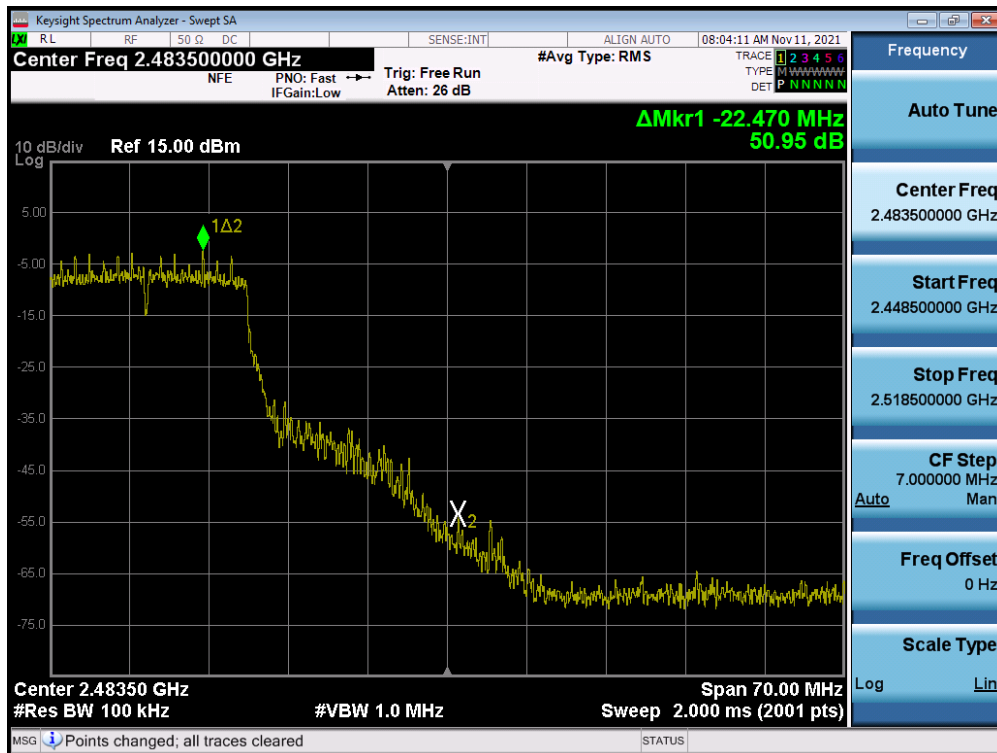 Keysight Spectrum Analyzer - Swept SA
LXI RL RF 50 Ω DC SENSE:INT ALIGN AUTO 08:04:11 AM Nov 11, 2021
Center Freq 2.483500000 GHz
NFE PNO: Fast Trig: Free Run #Avg Type: RMS TRACE 1 2 3 4 5 6
IFGain:Low Atten: 26 dB TYPE M WWWWW
DET P N N N N N
ΔMkr1 -22.470 MHz
50.95 dB
10 dB/div Ref 15.00 dBm
Log
5.00
1Δ2
-5.00
-15.0
-25.0
-35.0
-45.0
-55.0
X2
-65.0
-75.0
Center 2.48350 GHz Span 70.00 MHz
#Res BW 100 kHz #VBW 1.0 MHz Sweep 2.000 ms (2001 pts)
MSG Points changed; all traces cleared STATUS
Frequency
Auto Tune
Center Freq
2.483500000 GHz
Start Freq
2.448500000 GHz
Stop Freq
2.518500000 GHz
CF Step
7.000000 MHz
Auto Man
Freq Offset
0 Hz
Scale Type
Log Lin